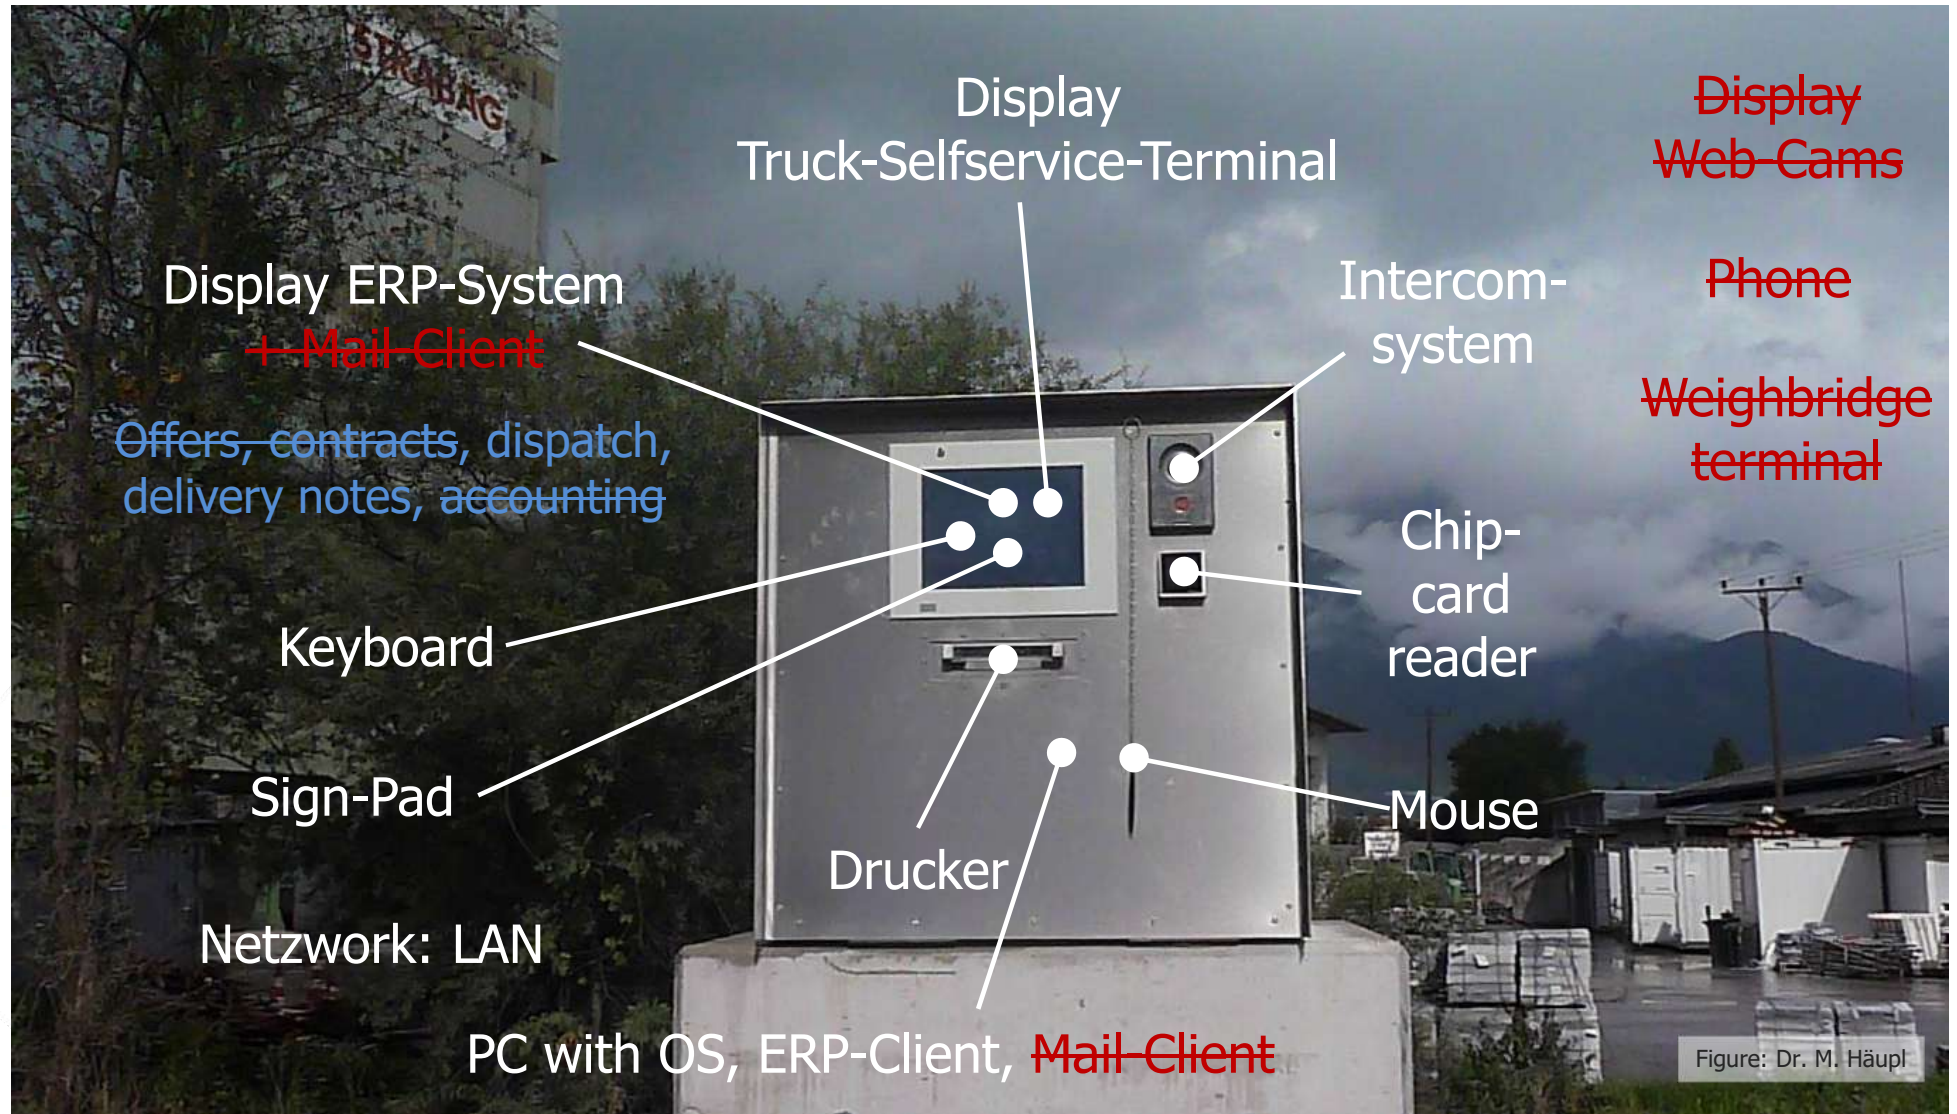 STRABAG
Display
Truck-Selfservice-Terminal
Display
Web-Cams
Display ERP-System
+ Mail-Client
Intercom-
system
Phone
Offers, contracts, dispatch,
delivery notes, accounting
Weighbridge
terminal
Chip-
card
reader
Keyboard
Sign-Pad
Mouse
Drucker
Netzwork: LAN
PC with OS, ERP-Client, Mail-Client
Figure: Dr. M. Häupl